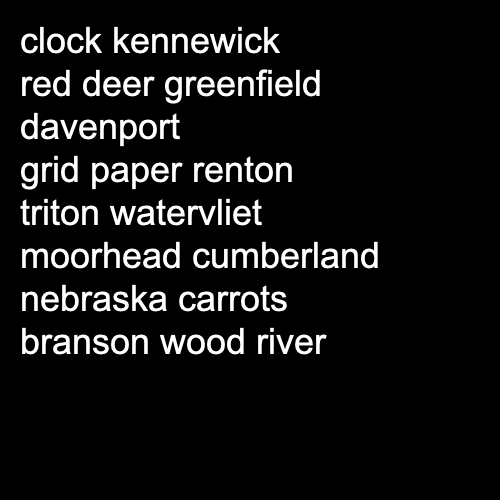 clock kennewick
red deer greenfield
davenport
grid paper renton
triton watervliet
moorhead cumberland
nebraska carrots
branson wood river